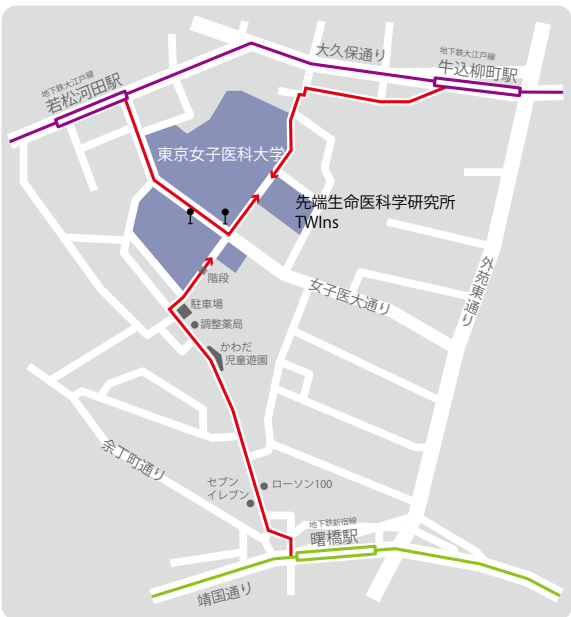 大久保通り
地下鉄大江戸線
牛込柳町駅
地下鉄大江戸線
若松河田駅
東京女子医科大学
先端生命医科学研究所
TWIns
外苑東通り
階段
女子医大通り
駐車場
調整薬局
かわだ
児童遊園
余丁町通り
セブン
イレブン
ローソン100
地下鉄新宿線
曙橋駅
靖国通り